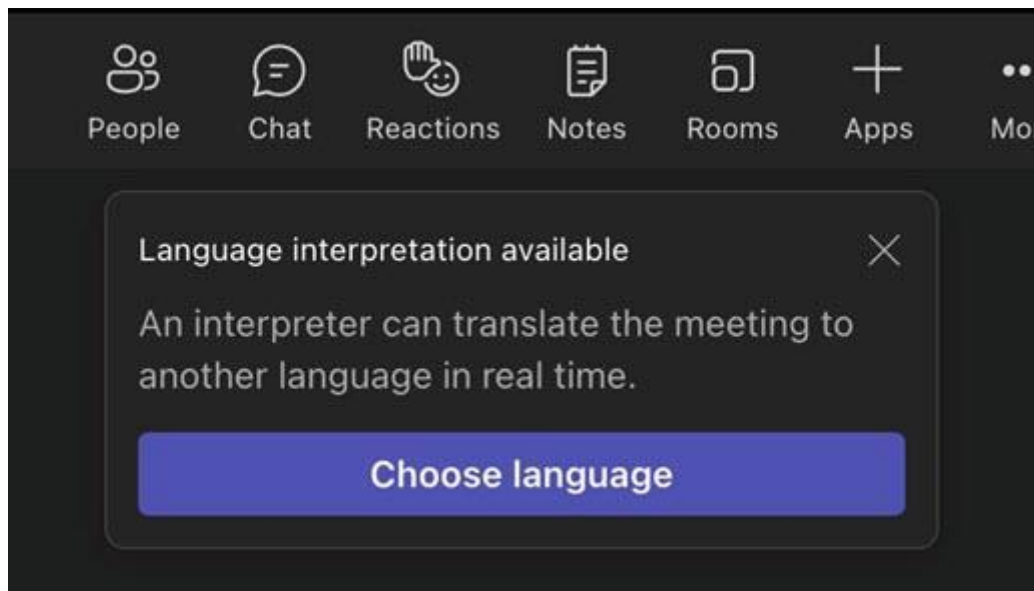 People Chat Reactions Notes Rooms Apps Mo
Language interpretation available
An interpreter can translate the meeting to
another language in real time.
Choose language